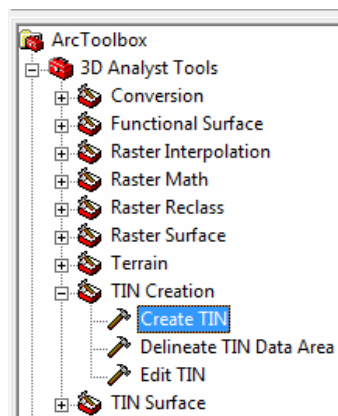 ArcToolbox
3D Analyst Tools
Conversion
Functional Surface
Raster Interpolation
Raster Math
Raster Reclass
Raster Surface
Terrain
TIN Creation
Create TIN
Delineate TIN Data Area
Edit TIN
TIN Surface